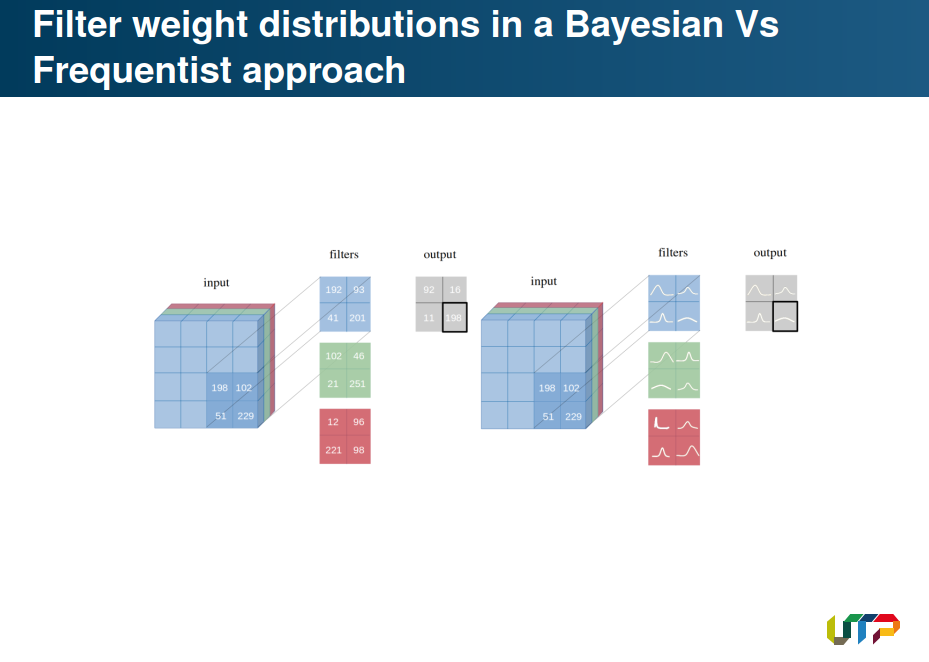 Filter weight distributions in a Bayesian Vs
Frequentist approach
input
filters
output
192 93
41 201
102 46
21 251
12 96
221 98
92 16
11 198
198 102
51 229
input
filters
output
198 102
51 229
UTP